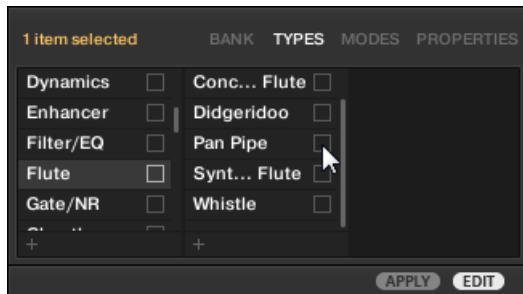 1 item selected BANK TYPES MODES PROPERTIES
Dynamics Conc... Flute
Enhancer Didgeridoo
Filter/EQ Pan Pipe
Flute Synt... Flute
Gate/NR Whistle
+ +
APPLY EDIT